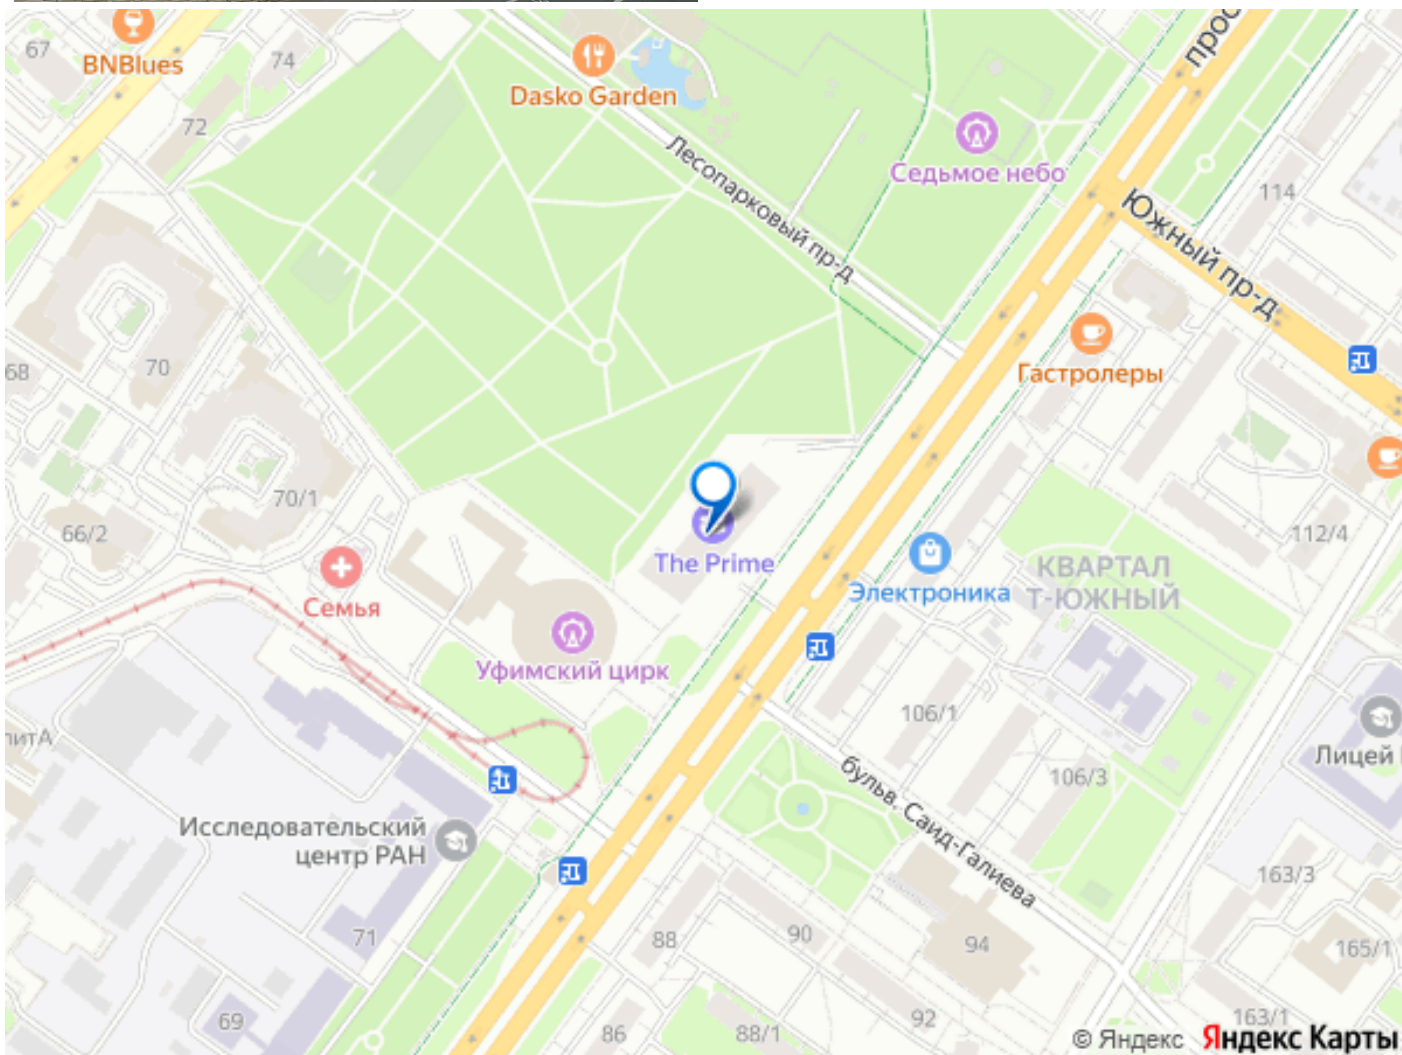 67
BNBlues
74
72
Dasko Garden
Седьмое небо
Лесопарковый пр-д
Южный пр-д
114
68
70
Гастролеры
70/1
66/2
The Prime
Электроника
КВАРТАЛ
Т-ЮЖНЫЙ
112/4
Семья
Уфимский цирк
106/1
106/3
Лицей
бульв. Саид-Галиева
Исследовательский
центр РАН
71
69
88
90
94
163/3
165/1
86
88/1
92
163/1
© Яндекс Яндекс Карты